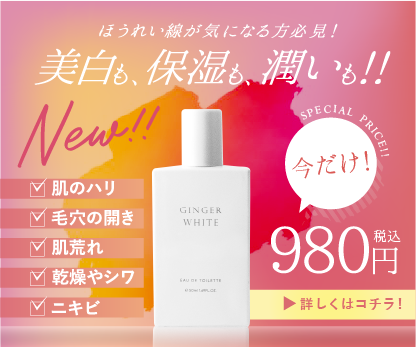 ほうれい線が気になる方必見！
美白も、保湿も、潤いも!!
New!!
SPECIAL PRICE!!
今だけ！
肌のハリ
毛穴の開き
肌荒れ
乾燥やシワ
ニキビ
GINGER
WHITE
EAU DE TOILETTE
980円
税込
▶詳しくはコチラ！